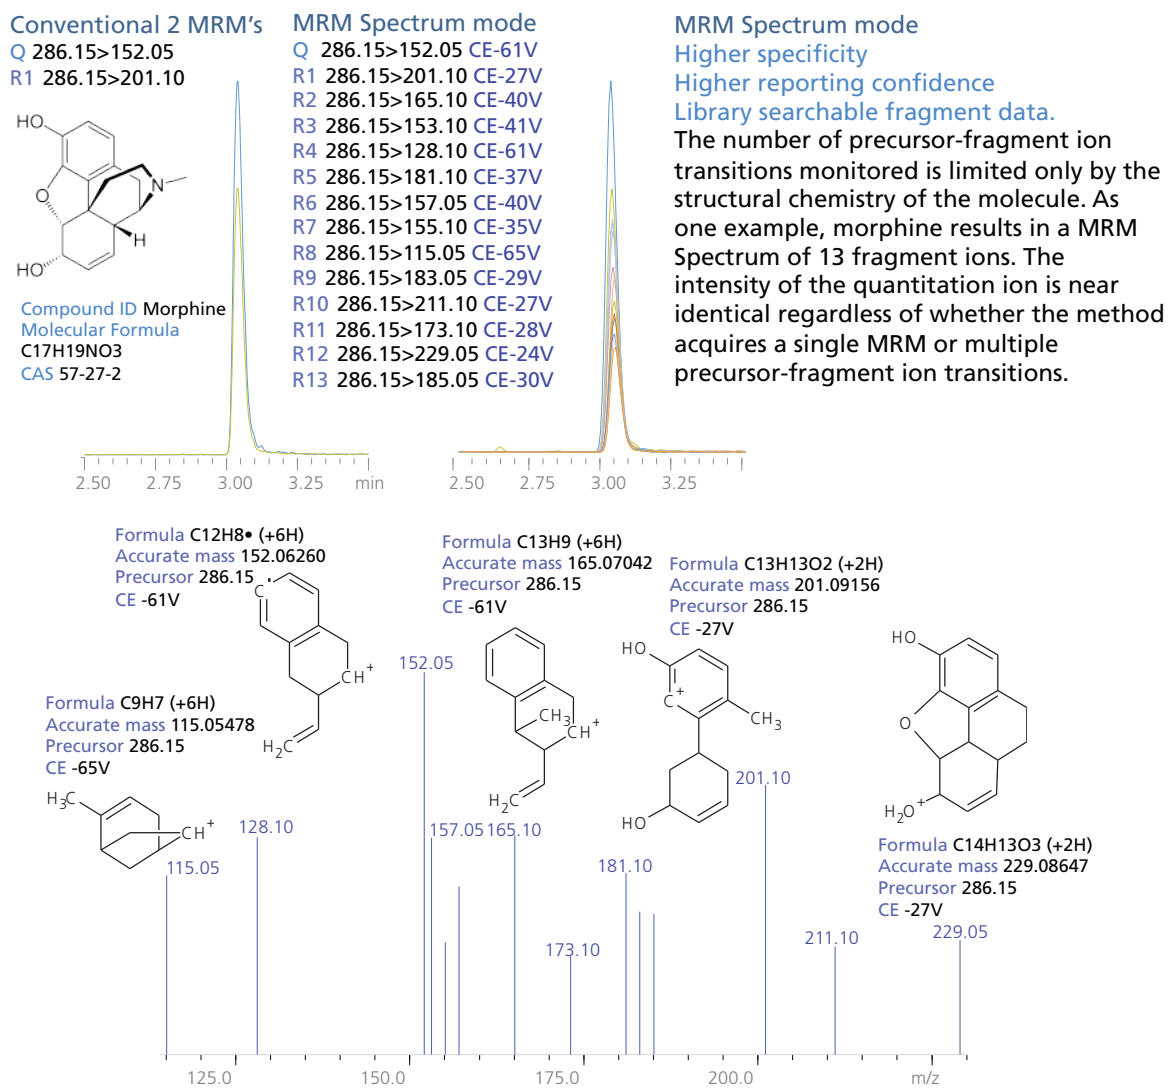 Conventional 2 MRM's
Q 286.15>152.05
R1 286.15>201.10
HO
O
N
H
HO
Compound ID Morphine
Molecular Formula
C17H19NO3
CAS 57-27-2
MRM Spectrum mode
Q 286.15>152.05 CE-61V
R1 286.15>201.10 CE-27V
R2 286.15>165.10 CE-40V
R3 286.15>153.10 CE-41V
R4 286.15>128.10 CE-61V
R5 286.15>181.10 CE-37V
R6 286.15>157.05 CE-40V
R7 286.15>155.10 CE-35V
R8 286.15>115.05 CE-65V
R9 286.15>183.05 CE-29V
R10 286.15>211.10 CE-27V
R11 286.15>173.10 CE-28V
R12 286.15>229.05 CE-24V
R13 286.15>185.05 CE-30V
MRM Spectrum mode
Higher specificity
Higher reporting confidence
Library searchable fragment data.
The number of precursor-fragment ion
transitions monitored is limited only by the
structural chemistry of the molecule. As
one example, morphine results in a MRM
Spectrum of 13 fragment ions. The
intensity of the quantitation ion is near
identical regardless of whether the method
acquires a single MRM or multiple
precursor-fragment ion transitions.
2.50 2.75 3.00 3.25 min
2.50 2.75 3.00 3.25
Formula C12H8• (+6H)
Accurate mass 152.06260
Precursor 286.15
CE -61V
C•
CH+
H2C
Formula C13H9 (+6H)
Accurate mass 165.07042
Precursor 286.15
CE -61V
CH3
CH+
H2C
Formula C13H13O2 (+2H)
Accurate mass 201.09156
Precursor 286.15
CE -27V
HO
C+
CH3
HO
HO
O
H2O+
Formula C14H13O3 (+2H)
Accurate mass 229.08647
Precursor 286.15
CE -27V
Formula C9H7 (+6H)
Accurate mass 115.05478
Precursor 286.15
CE -65V
H3C
CH+
115.05
128.10
152.05
157.05
165.10
173.10
181.10
201.10
211.10
229.05
125.0 150.0 175.0 200.0 m/z